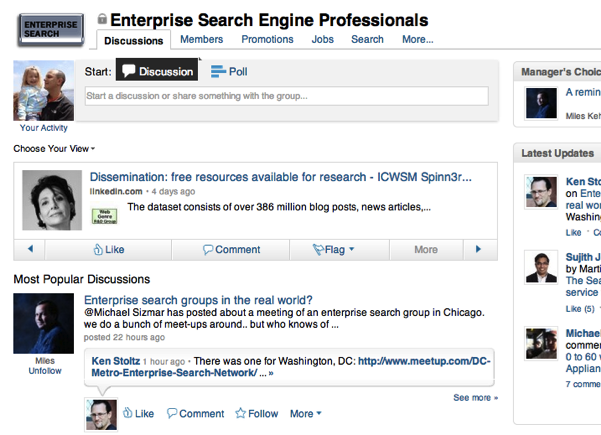 ENTERPRISE
SEARCH
Enterprise Search Engine Professionals
Discussions Members Promotions Jobs Search More...
Start: Discussion Poll
Start a discussion or share something with the group...
Your Activity
Choose Your View
Dissemination: free resources available for research - ICWSM Spinn3r...
linkedin.com • 4 days ago
Web
Genre
R&D Group
The dataset consists of over 386 million blog posts, news articles,...
Like Comment Flag More
Most Popular Discussions
Enterprise search groups in the real world?
@Michael Sizmar has posted about a meeting of an enterprise search group in Chicago.
we do a bunch of meet-ups around.. but who knows of ...
posted 22 hours ago
Miles
Unfollow
Ken Stoltz 1 hour ago • There was one for Washington, DC: http://www.meetup.com/DC-
Metro-Enterprise-Search-Network/ ... »
See more »
Like Comment Follow More
Manager's Choic
A remin
Miles Keh
Latest Updates
Ken Sto
on Ente
real wo
Washing
Like Co
Sujith J
by Marti
The Sea
service
Like (5)
Michae
commen
0 to 60 w
Applian
7 comme